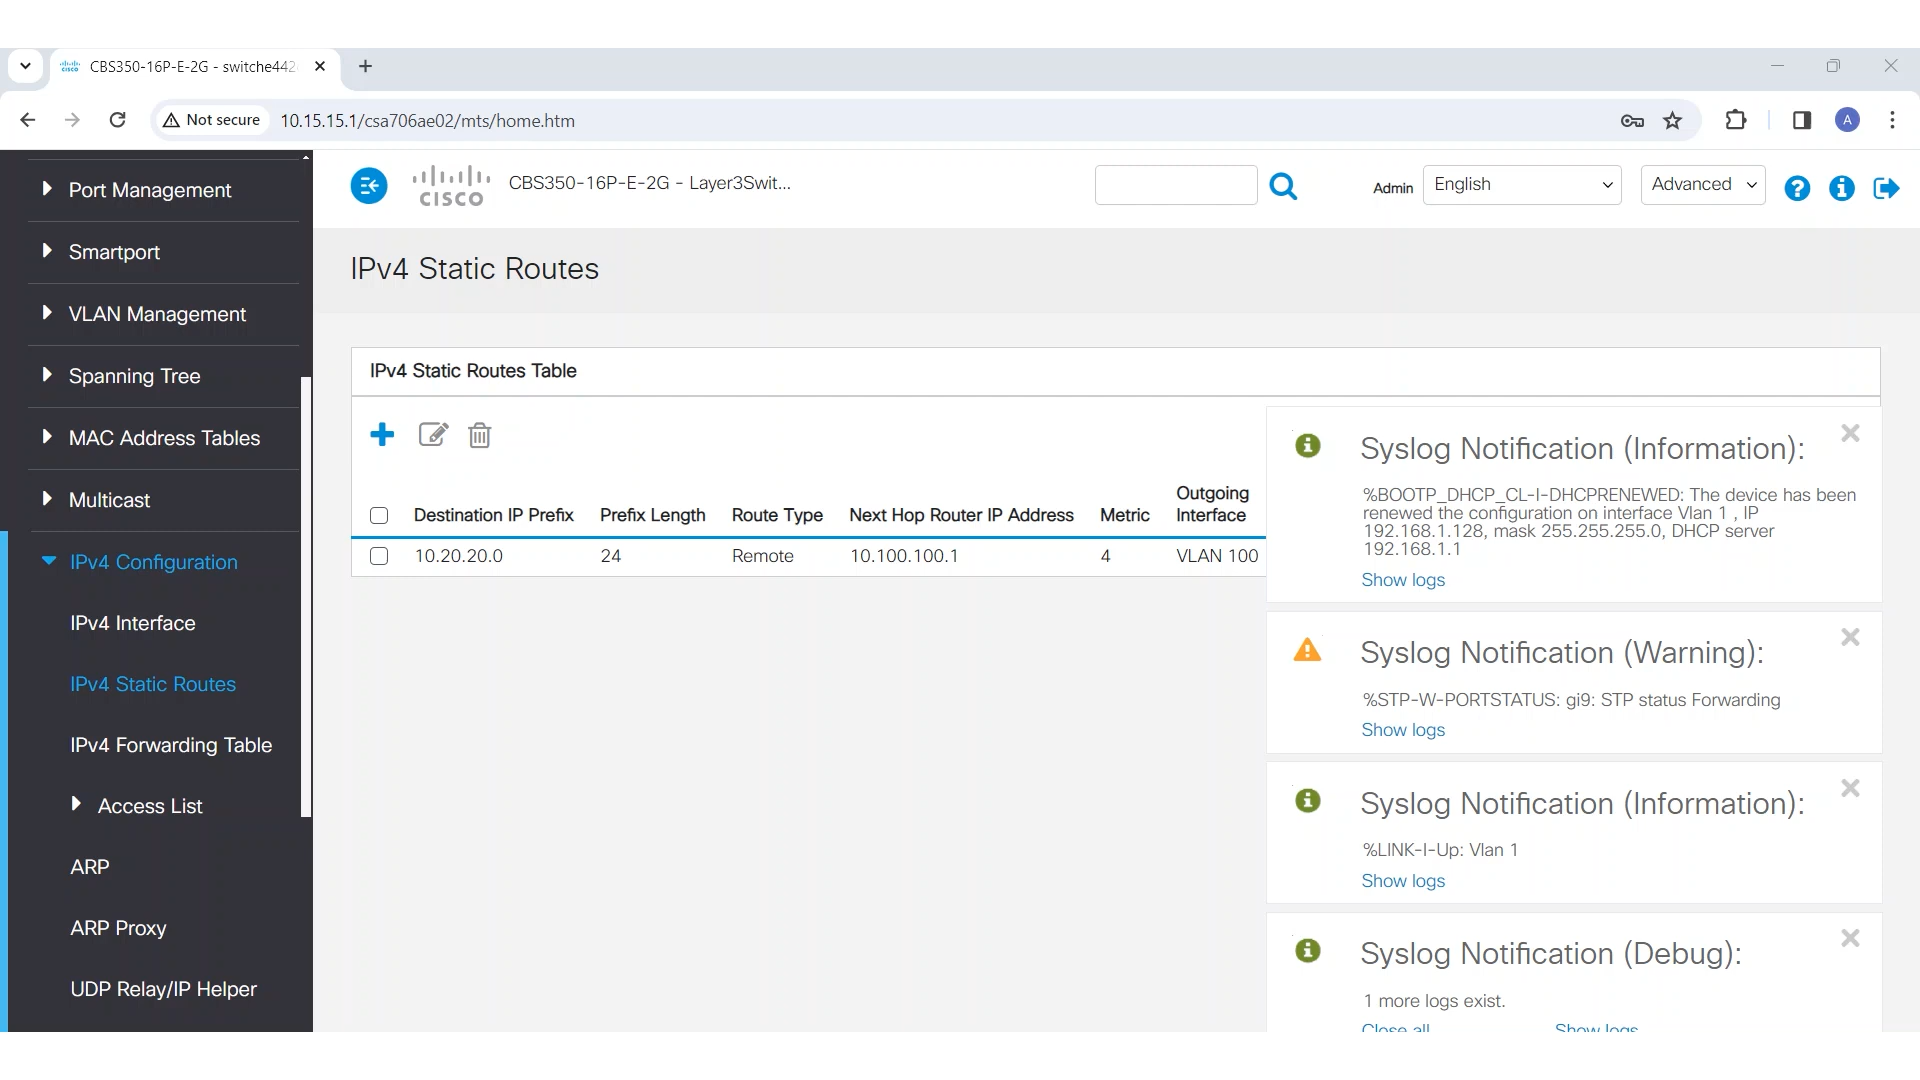 CBS350-16P-E-2G - switche442
Not secure
10.15.15.1/csa706ae02/mts/home.htm
A
Port Management
Smartport
VLAN Management
Spanning Tree
MAC Address Tables
Multicast
IPv4 Configuration
IPv4 Interface
IPv4 Static Routes
IPv4 Forwarding Table
Access List
ARP
ARP Proxy
UDP Relay/IP Helper
CISCO
CBS350-16P-E-2G - Layer3Swit...
Admin
English
Advanced
IPv4 Static Routes
IPv4 Static Routes Table
Destination IP Prefix Prefix Length Route Type Next Hop Router IP Address Metric Outgoing Interface
10.20.20.0 24 Remote 10.100.100.1 4 VLAN 100
Syslog Notification (Information):
%BOOTP_DHCP_CL-I-DHCPRENEWED: The device has been
renewed the configuration on interface Vlan 1 , IP
192.168.1.128, mask 255.255.255.0, DHCP server
192.168.1.1
Show logs
Syslog Notification (Warning):
%STP-W-PORTSTATUS: gi9: STP status Forwarding
Show logs
Syslog Notification (Information):
%LINK-I-Up: Vlan 1
Show logs
Syslog Notification (Debug):
1 more logs exist.
Close all Show logs